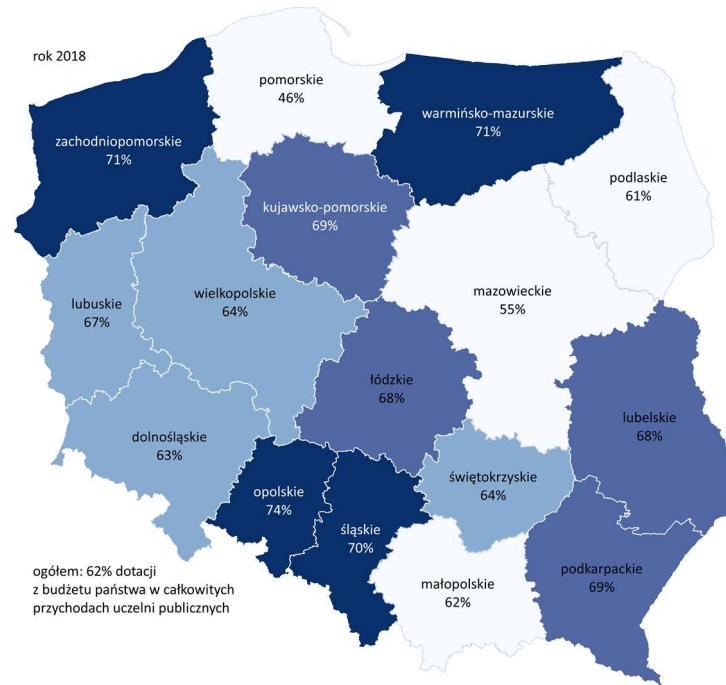 rok 2018
pomorskie
46%
warmińsko-mazurskie
71%
zachodniopomorskie
71%
podlaskie
61%
kujawsko-pomorskie
69%
wielkopolskie
64%
mazowieckie
55%
lubuskie
67%
łódzkie
68%
lubelskie
68%
dolnośląskie
63%
świętokrzyskie
64%
opolskie
74%
śląskie
70%
podkarpackie
69%
małopolskie
62%
ogółem: 62% dotacji
z budżetu państwa w całkowitych
przychodach uczelni publicznych